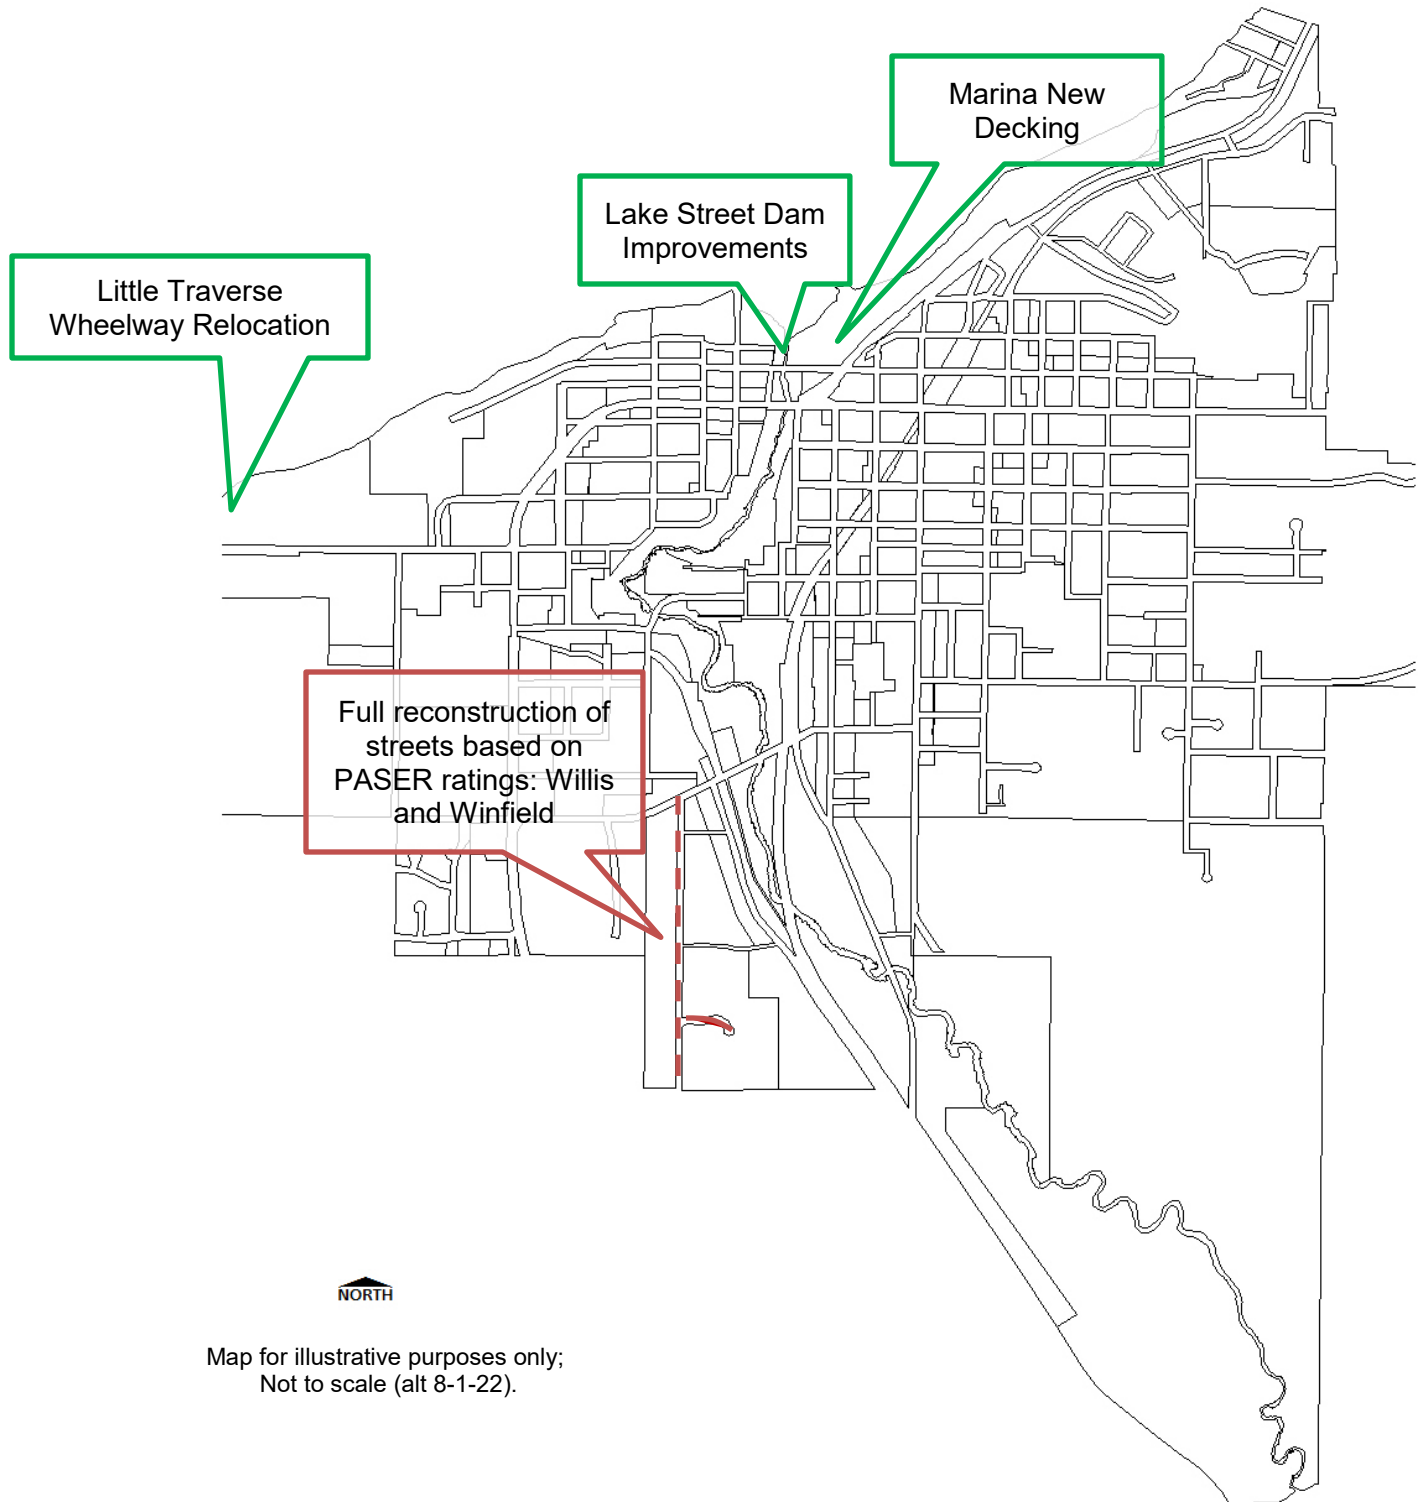 Marina New
Decking
Lake Street Dam
Improvements
Little Traverse
Wheelway Relocation
Full reconstruction of
streets based on
PASER ratings: Willis
and Winfield
NORTH
Map for illustrative purposes only;
Not to scale (alt 8-1-22).